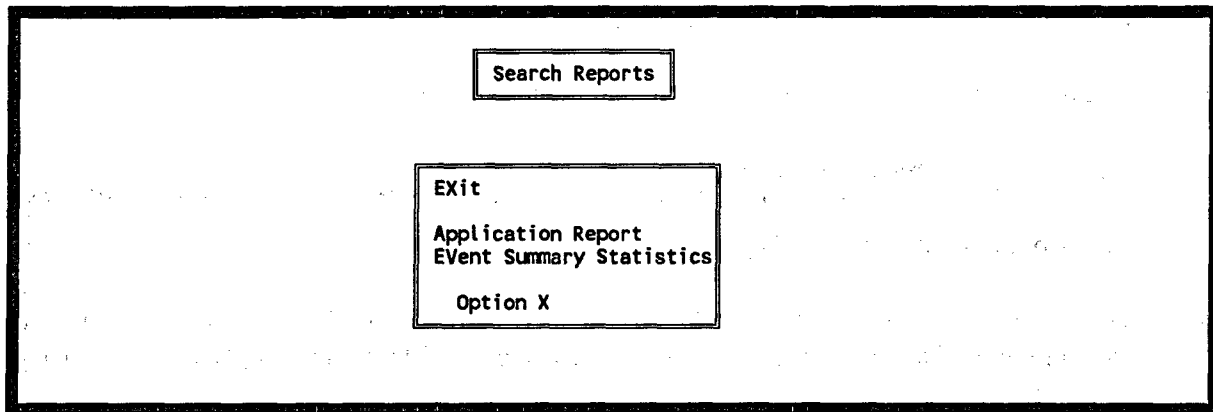 Search Reports
EXit
Application Report
EVent Summary Statistics
Option X